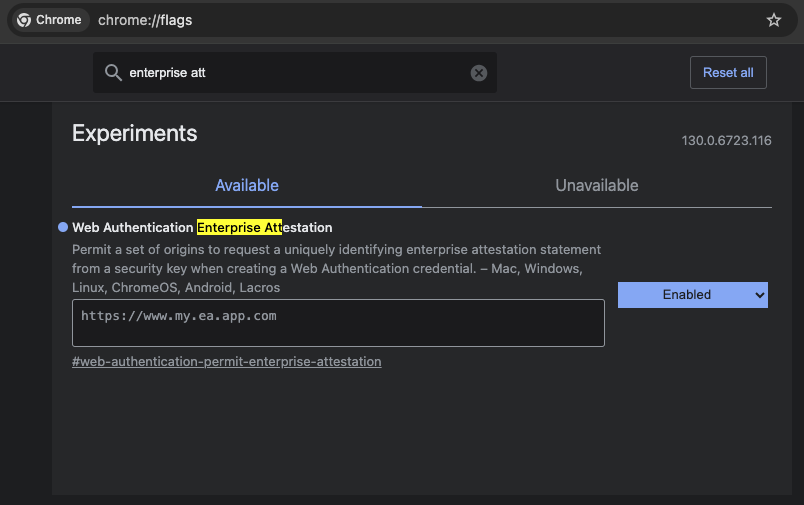 Chrome
chrome://flags
enterprise att
Reset all
Experiments
130.0.6723.116
Available
Unavailable
Web Authentication Enterprise Attestation
Permit a set of origins to request a uniquely identifying enterprise attestation statement
from a security key when creating a Web Authentication credential. – Mac, Windows,
Linux, ChromeOS, Android, Lacros
Enabled
https://www.my.ea.app.com
#web-authentication-permit-enterprise-attestation